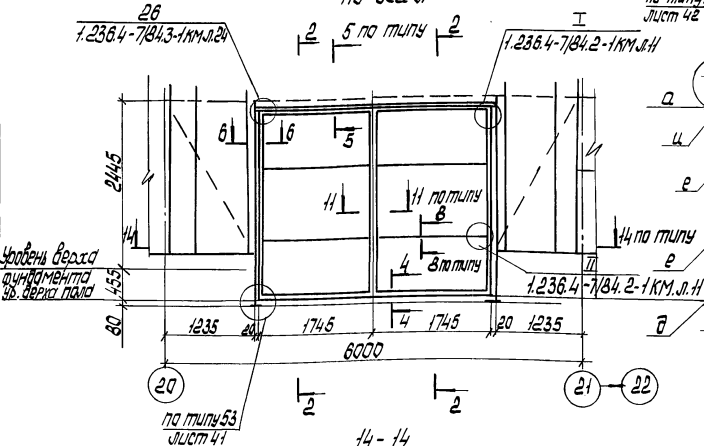 26
1.236.4-7/84.3-1КМ Л.24
2
5 по типу
2
I
1.236.4-7/84.2-1КМ Л.11
лист 42
а
и
е
е
д
6
6
5
2445
455
80
11
11 по типу
8
8 по типу
14
14 по типу
Уровень верха
фундамента
Ур. верха пола
4
4
II
1.236.4-7/84.2-1КМ.Л.11
1235
20
1745
1745
20
1235
6000
20
21
22
по типу 53
лист 41
2
2
14-14